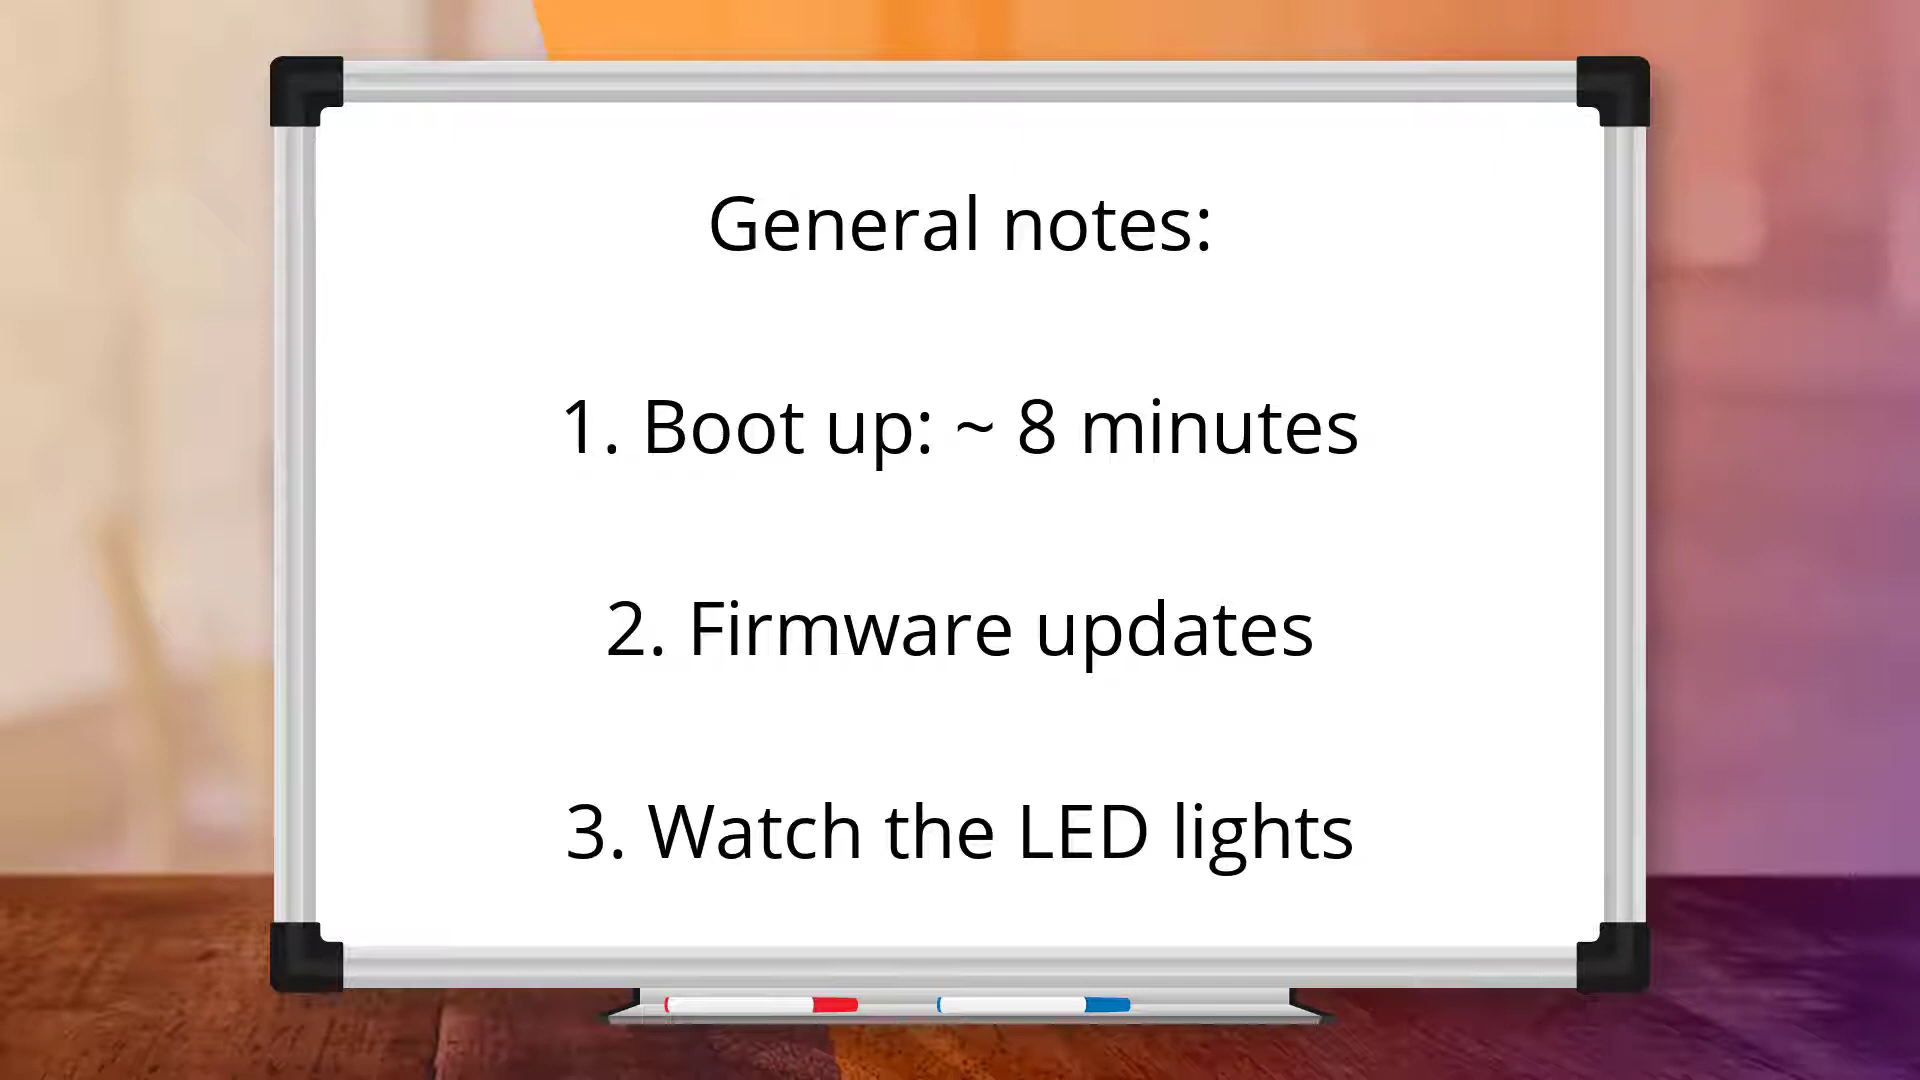 General notes:
1. Boot up: ~ 8 minutes
2. Firmware updates
3. Watch the LED lights